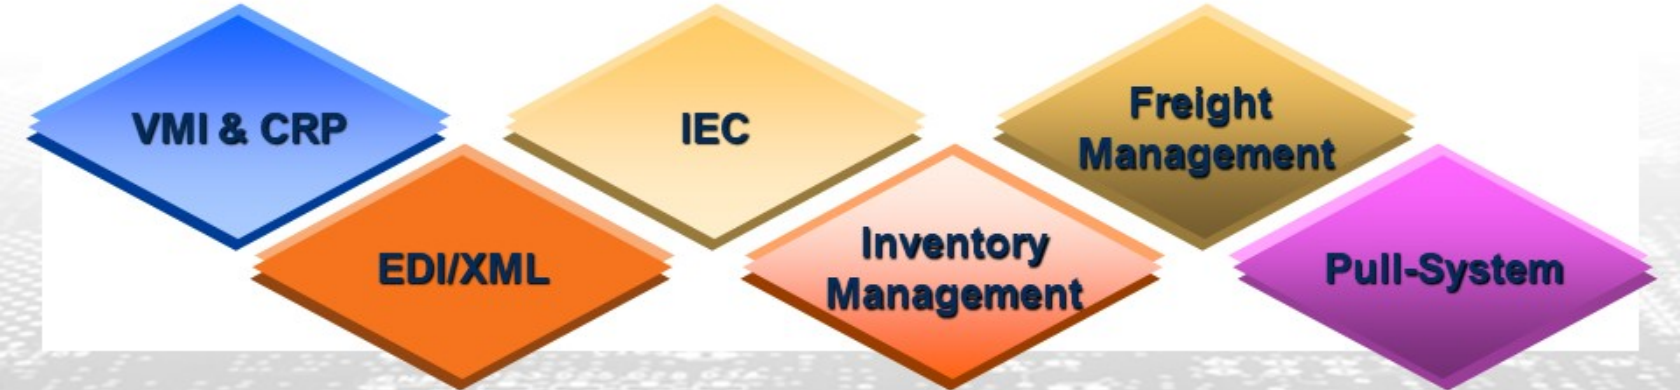 VMI & CRP
IEC
Freight
Management
EDI/XML
Inventory
Management
Pull-System